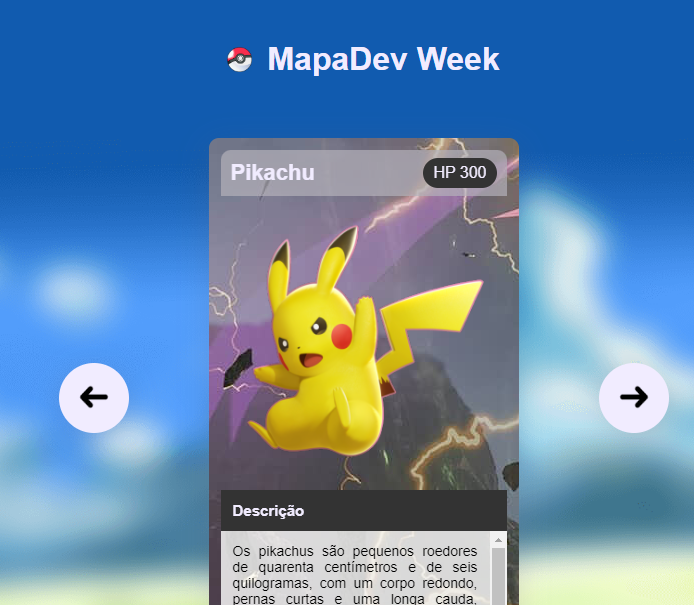 MapaDev Week
Pikachu
HP 300
Descrição
Os pikachus são pequenos roedores
de quarenta centímetros e de seis
quilogramas, com um corpo redondo,
pernas curtas e uma longa cauda,